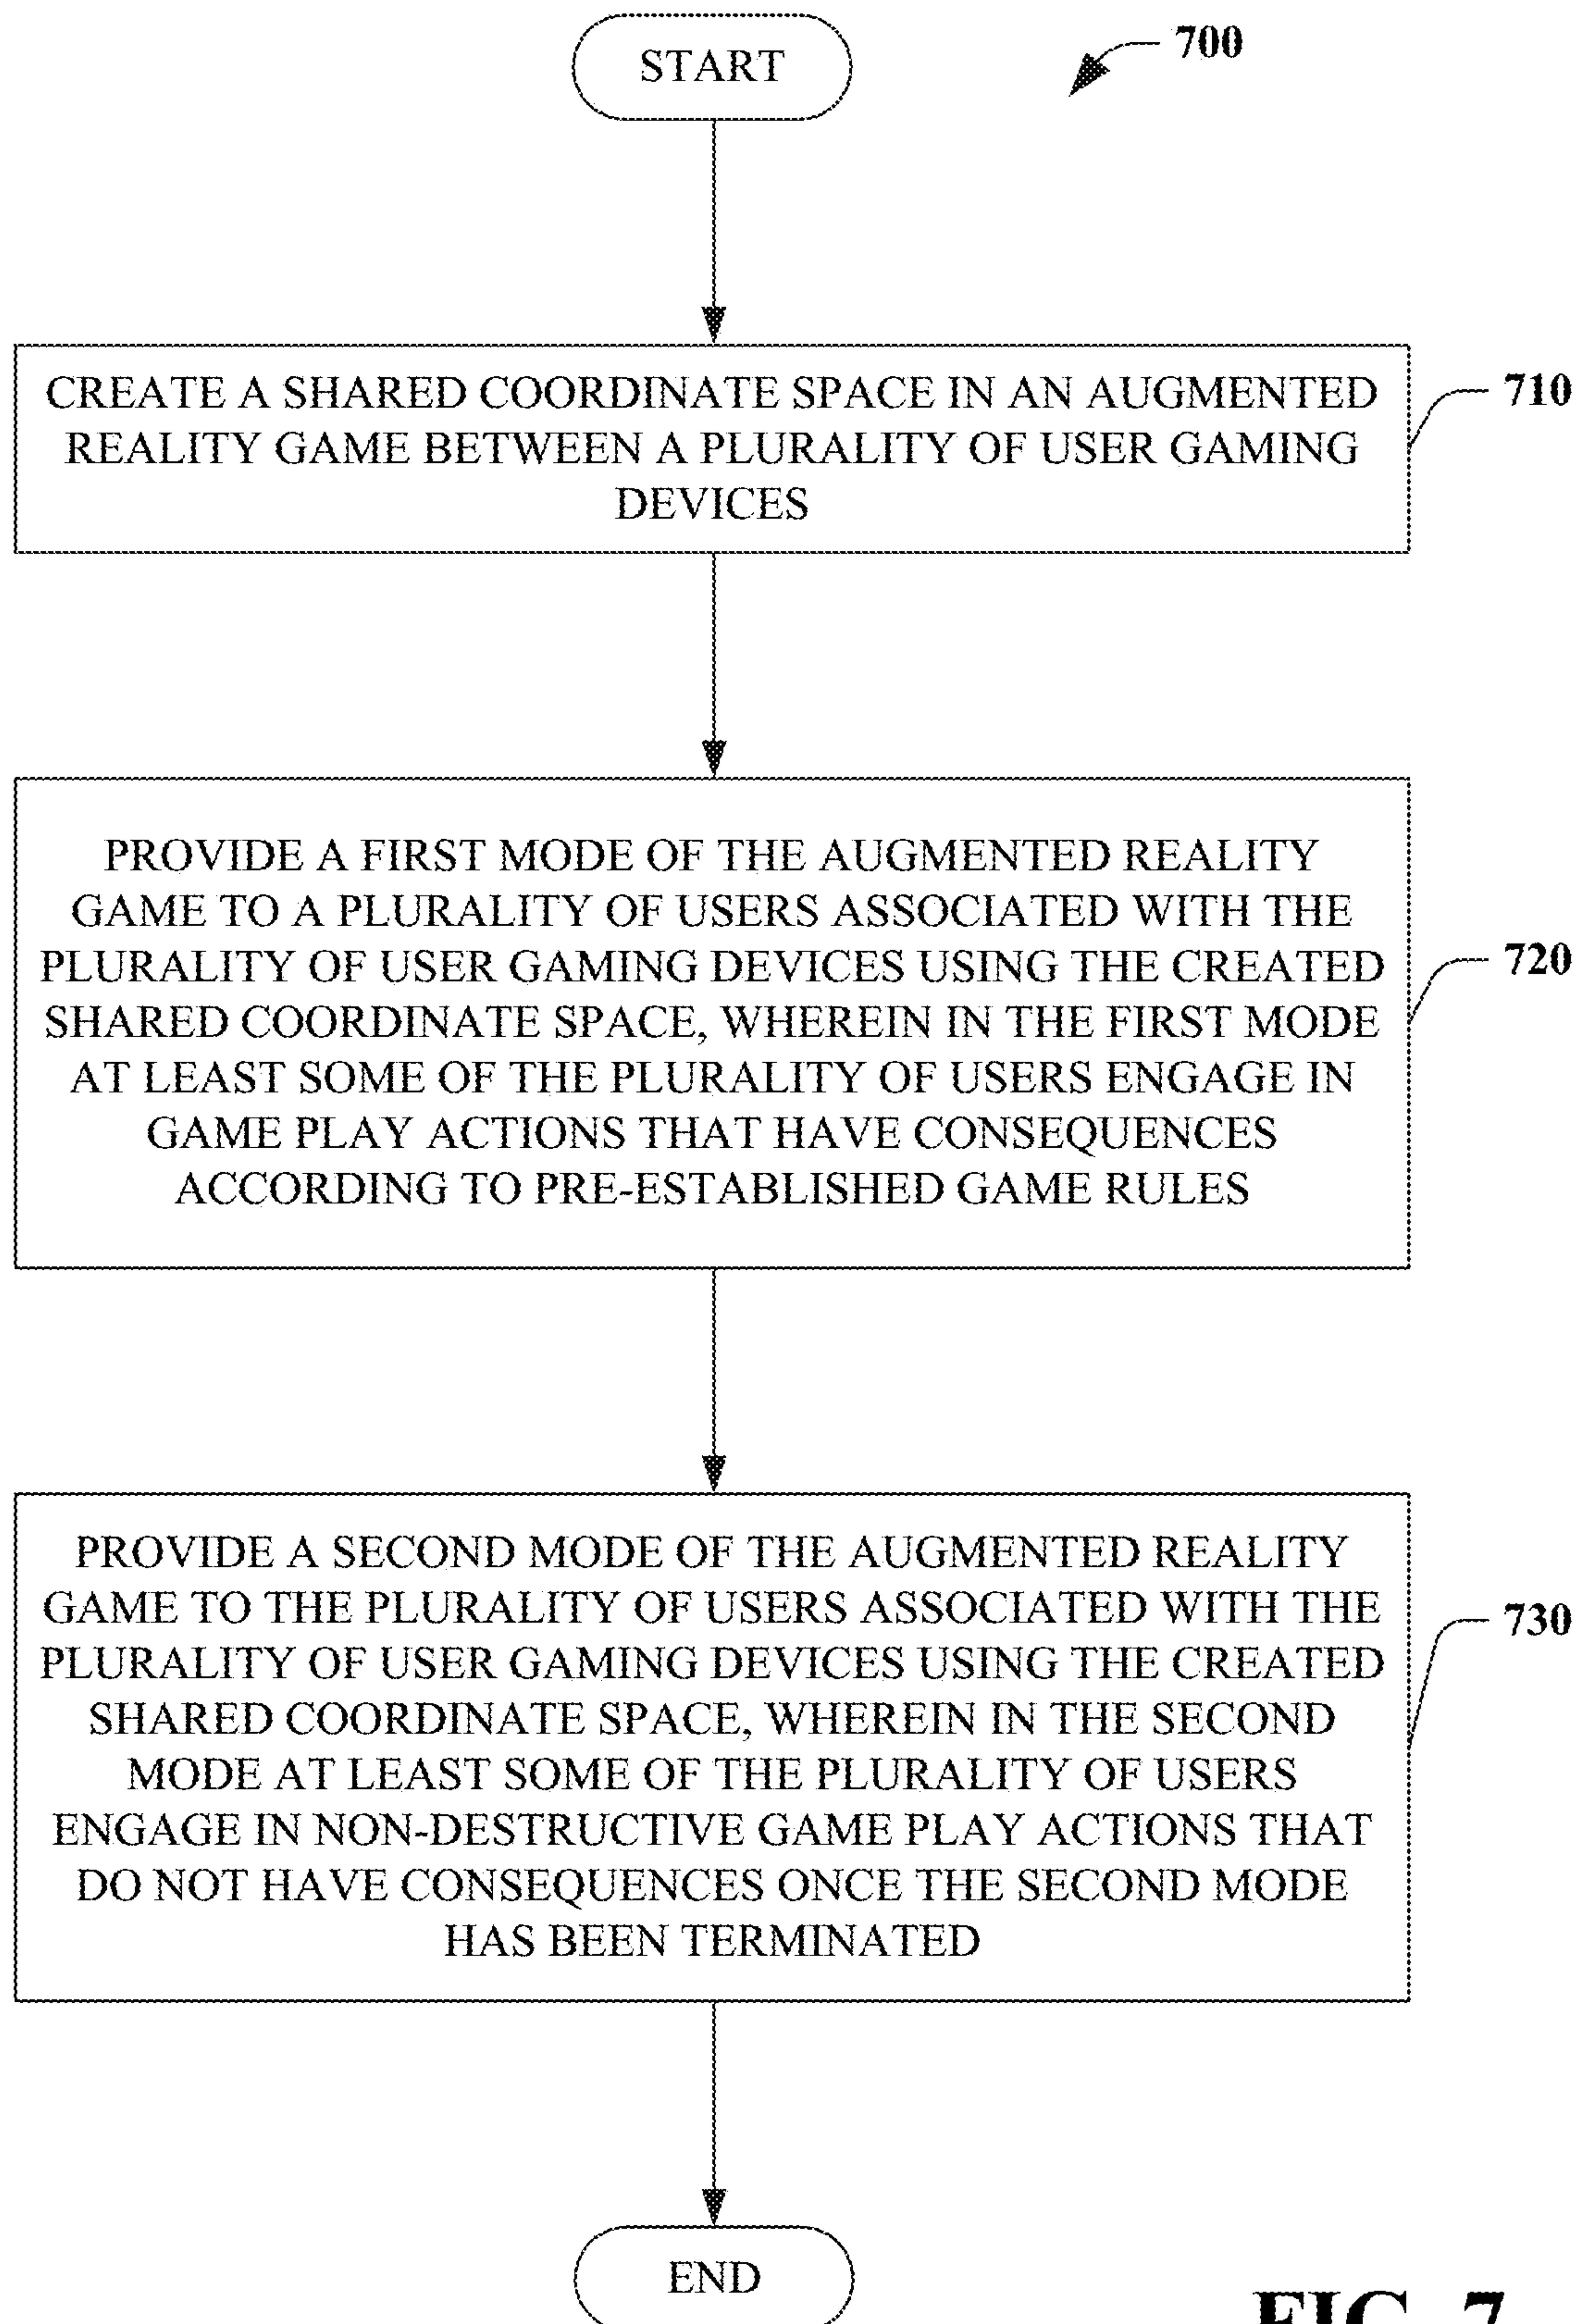 START
700
CREATE A SHARED COORDINATE SPACE IN AN AUGMENTED
REALITY GAME BETWEEN A PLURALITY OF USER GAMING
DEVICES
710
PROVIDE A FIRST MODE OF THE AUGMENTED REALITY
GAME TO A PLURALITY OF USERS ASSOCIATED WITH THE
PLURALITY OF USER GAMING DEVICES USING THE CREATED
SHARED COORDINATE SPACE, WHEREIN IN THE FIRST MODE
AT LEAST SOME OF THE PLURALITY OF USERS ENGAGE IN
GAME PLAY ACTIONS THAT HAVE CONSEQUENCES
ACCORDING TO PRE-ESTABLISHED GAME RULES
720
PROVIDE A SECOND MODE OF THE AUGMENTED REALITY
GAME TO THE PLURALITY OF USERS ASSOCIATED WITH THE
PLURALITY OF USER GAMING DEVICES USING THE CREATED
SHARED COORDINATE SPACE, WHEREIN IN THE SECOND
MODE AT LEAST SOME OF THE PLURALITY OF USERS
ENGAGE IN NON-DESTRUCTIVE GAME PLAY ACTIONS THAT
DO NOT HAVE CONSEQUENCES ONCE THE SECOND MODE
HAS BEEN TERMINATED
730
END
FIG. 7